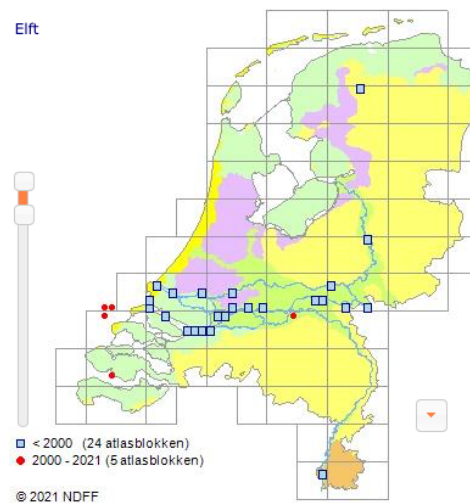 Elft
< 2000 (24 atlasblokken)
2000 - 2021 (5 atlasblokken)
© 2021 NDFF